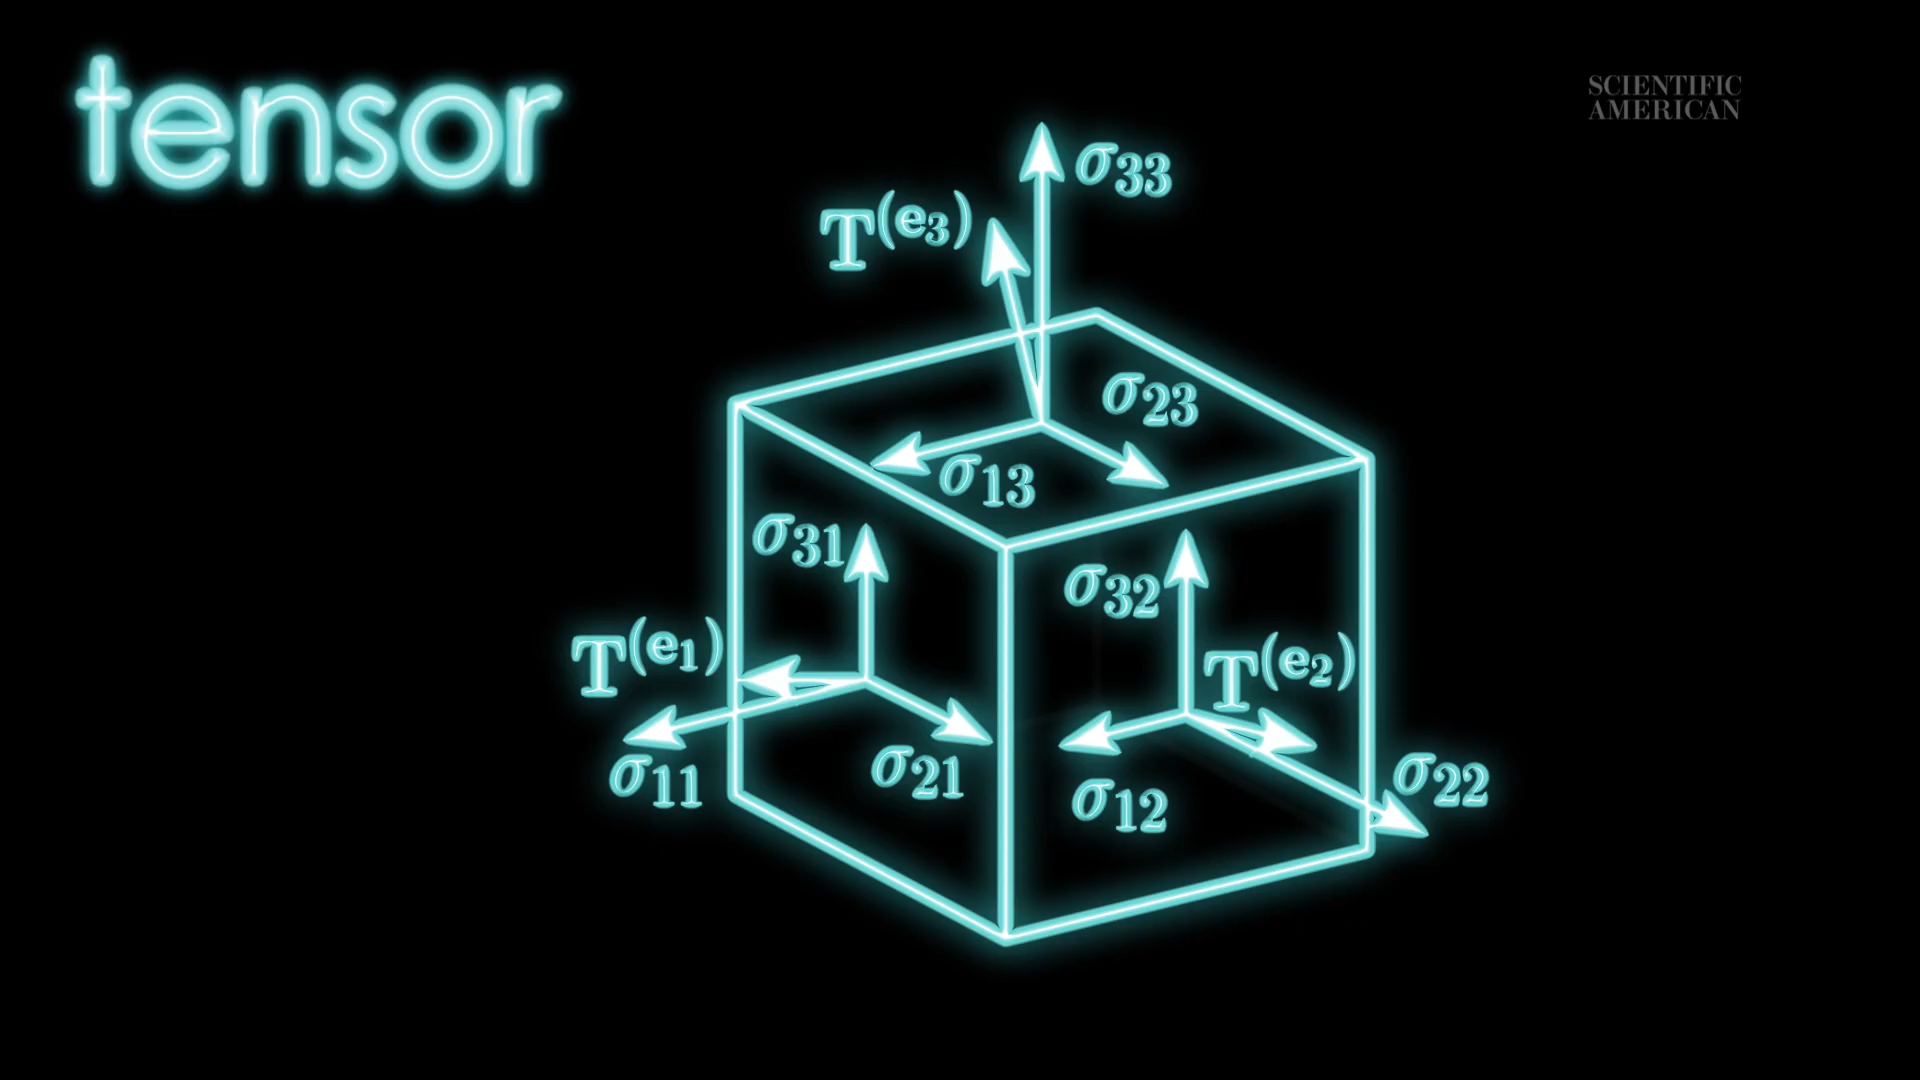 tensor
SCIENTIFIC
AMERICAN
σ₃₃
T⁽ᵉ³⁾
σ₂₃
σ₁₃
σ₃₁
σ₃₂
T⁽ᵉ¹⁾
T⁽ᵉ²⁾
σ₁₁
σ₂₁
σ₁₂
σ₂₂